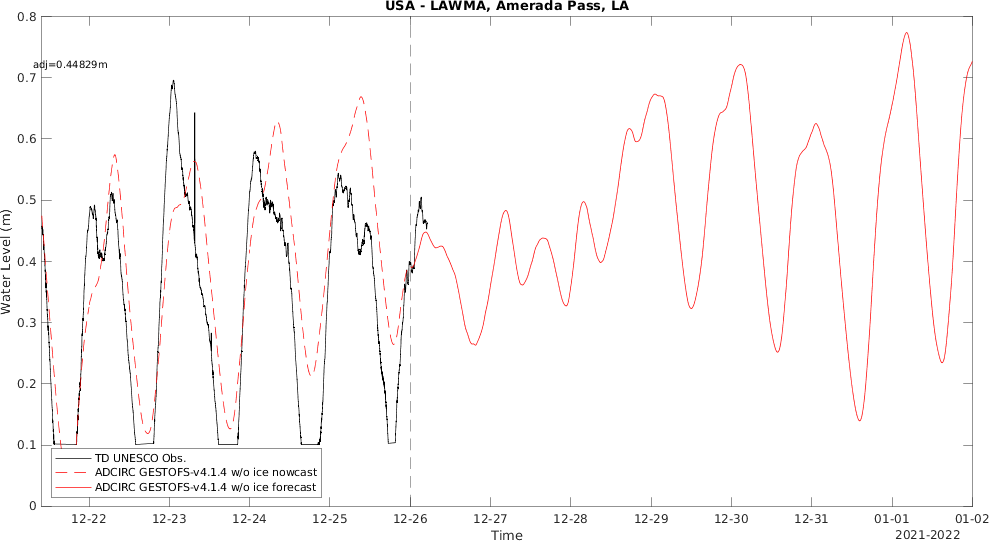 USA - LAWMA, Amerada Pass, LA
adj=0.44829m
0.8
0.7
0.6
0.5
0.4
0.3
0.2
0.1
0
Water Level (m)
TD UNESCO Obs.
ADCIRC GESTOFS-v4.1.4 w/o ice nowcast
ADCIRC GESTOFS-v4.1.4 w/o ice forecast
12-22 12-23 12-24 12-25 12-26 12-27 12-28 12-29 12-30 12-31 01-01 01-02
Time
2021-2022